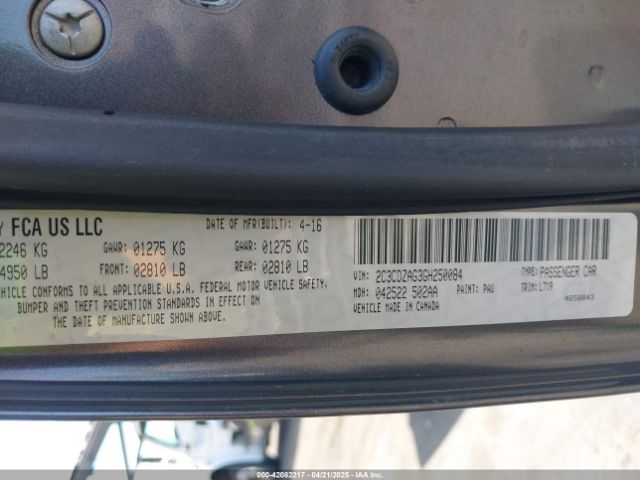 FCA US LLC
DATE OF MFR(BUILT): 4-16
2246 KG GAWR: 01275 KG GAWR: 01275 KG
4950 LB FRONT: 02810 LB REAR: 02810 LB
VEHICLE CONFORMS TO ALL APPLICABLE U.S.A. FEDERAL MOTOR VEHICLE SAFETY,
BUMPER AND THEFT PREVENTION STANDARDS IN EFFECT ON
THE DATE OF MANUFACTURE SHOWN ABOVE.
VIN: 2C3CDZAG3GH250084 TYPE: PASSENGER CAR
MDH: 042522 502AA PAINT: PAU TRIM: L7X9
4658843
VEHICLE MADE IN CANADA
000-42082217 - 04/21/2025 - IAA Inc.